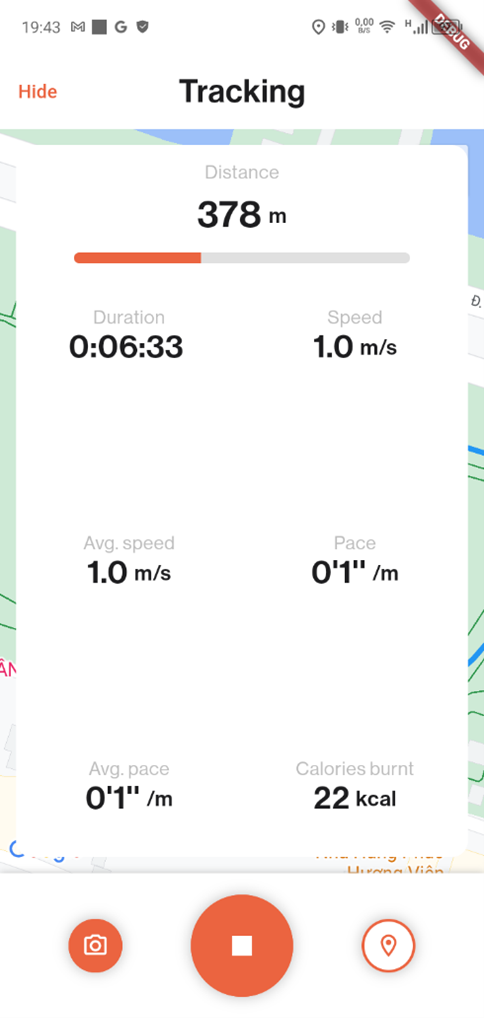 19:43
0,00
B/S
H
DEBUG
Hide
Tracking
Distance
378 m
Đ.
Duration
Speed
0:06:33
1.0 m/s
Avg. speed
Pace
1.0 m/s
0'1" /m
ÂN
Avg. pace
Calories burnt
0'1" /m
22 kcal
Hương Viên